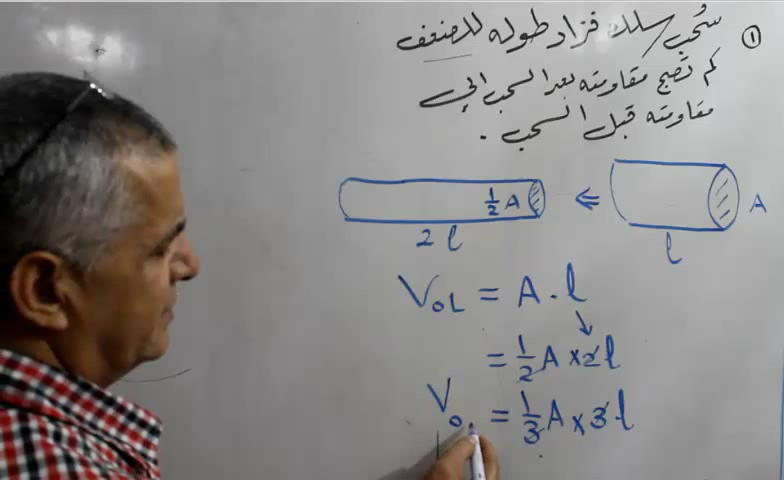 ① سُحب سلك فزاد طوله للضعف
كم تصبح مقاومته بعد السحب الى
مقاومته قبل السحب .
½ A ⇐ A
2 l l
VOL = A . l
↓
= ½ A × 2 l
Vo = ⅓ A × 3 l